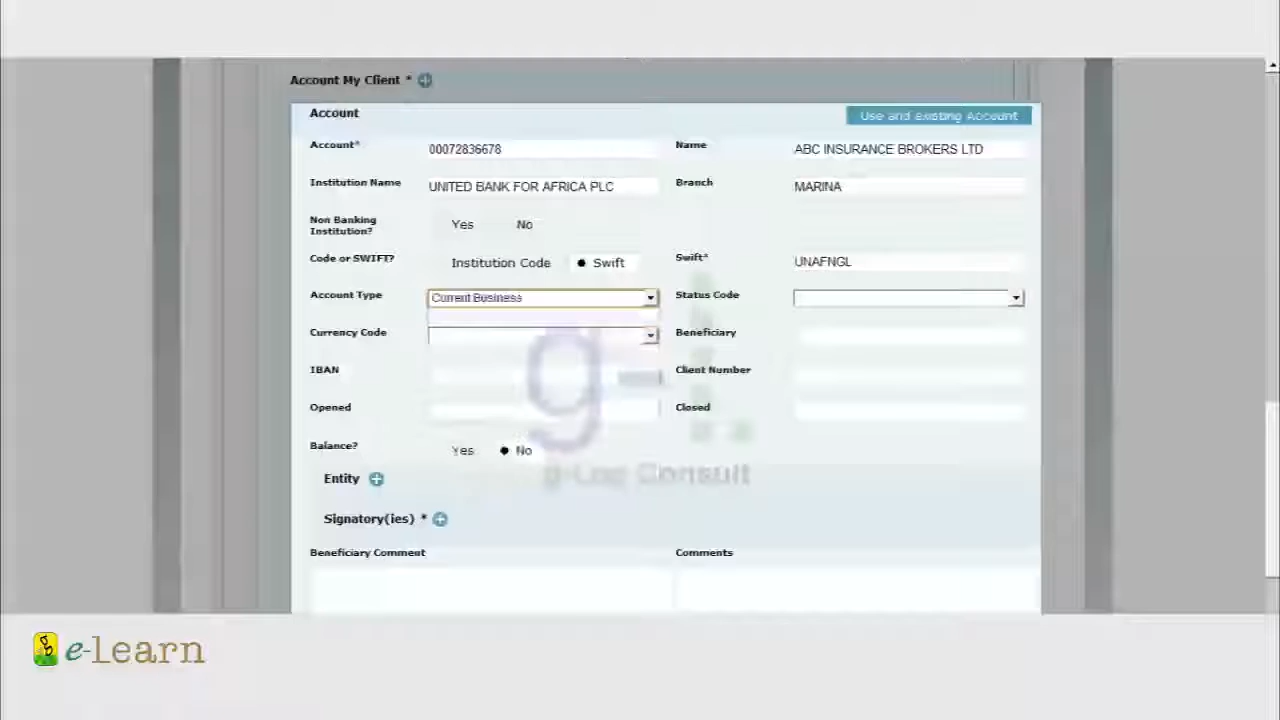 Account My Client *
Account
Use and existing Account
Account* 00072836678 Name ABC INSURANCE BROKERS LTD
Institution Name UNITED BANK FOR AFRICA PLC Branch MARINA
Non Banking
Institution? Yes No
Code or SWIFT? Institution Code Swift Swift* UNAFNGL
Account Type Current Business Status Code
Currency Code Beneficiary
IBAN Client Number
Opened Closed
Balance? Yes No
g-Log Consult
Entity
Signatory(ies) *
Beneficiary Comment Comments
e-Learn